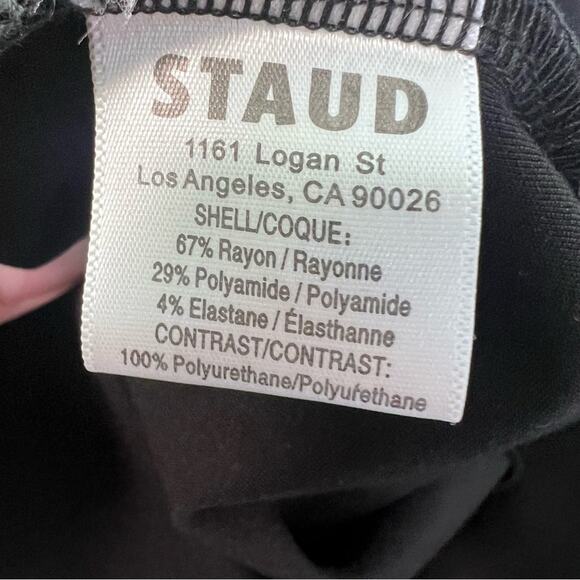 STAUD
1161 Logan St
Los Angeles, CA 90026
SHELL/COQUE:
67% Rayon / Rayonne
29% Polyamide / Polyamide
4% Elastane / Élasthanne
CONTRAST/CONTRAST:
100% Polyurethane/Polyurethane